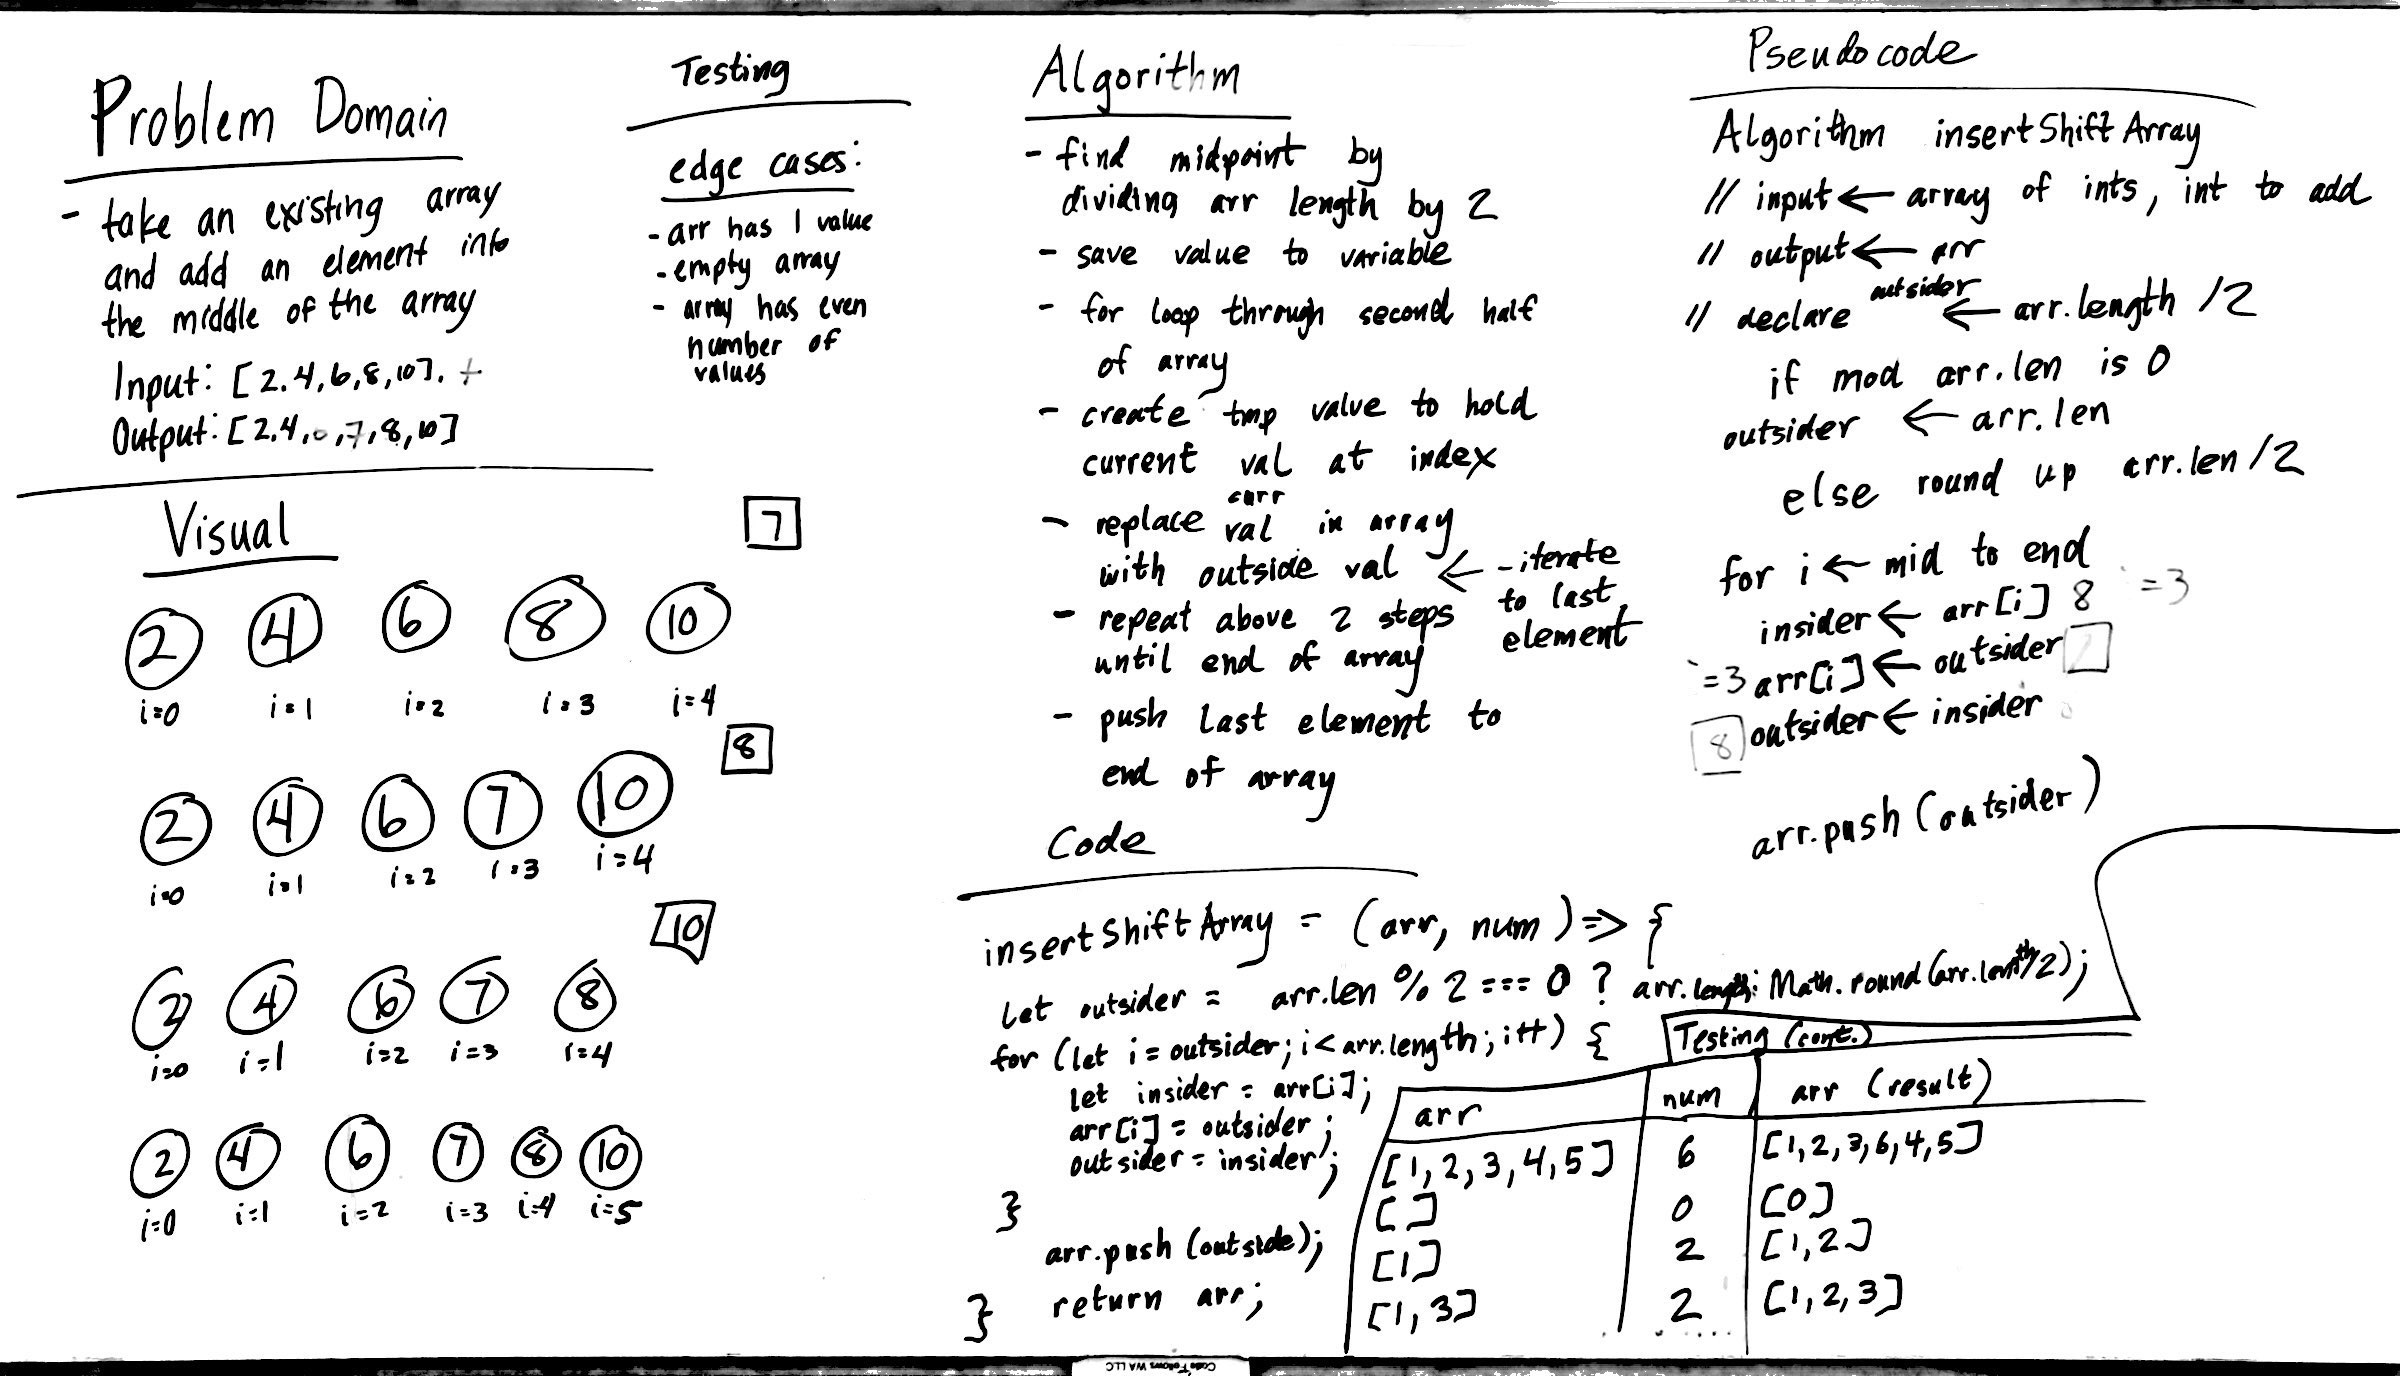 Problem Domain
- take an existing array
and add an element into
the middle of the array
Input: [2,4,6,8,10],
Output: [2,4, ,7,8,10]
Testing
edge cases:
- arr has 1 value
- empty array
- array has even
number of
values
Visual
7
2 4 6 8 10
i=0 i=1 i=2 i=3 i=4
8
2 4 6 7 10
i=0 i=1 i=2 i=3 i=4
10
2 4 6 7 8
i=0 i=1 i=2 i=3 i=4
2 4 6 7 8 10
i=0 i=1 i=2 i=3 i=4 i=5
Algorithm
- find midpoint by
dividing arr length by 2
- save value to variable
- for loop through second half
of array
- create tmp value to hold
current val at index
curr
- replace val in array
with outside val ← - iterate
to last
element
- repeat above 2 steps
until end of array
- push last element to
end of array
Code
insertShiftArray = (arr, num) => {
let outsider = arr.len % 2 === 0 ? arr.length : Math.round(arr.length/2);
for (let i = outsider; i < arr.length; i++) {
let insider = arr[i];
arr[i] = outsider;
outsider = insider;
}
arr.push(outside);
return arr;
}
Pseudocode
Algorithm insertShiftArray
// input ← array of ints, int to add
// output ← arr
// declare outsider ← arr.length /2
if mod arr.len is 0
outsider ← arr.len
else round up arr.len/2
for i ← mid to end
insider ← arr[i] 8 =3
=3 arr[i] ← outsider
8 outsider ← insider
arr.push(outsider)
Testing (cont.)
arr num arr (result)
[1,2,3,4,5] 6 [1,2,3,6,4,5]
[] 0 [0]
[1] 2 [1,2]
[1,3] 2 [1,2,3]
Code Fellows WA LLC